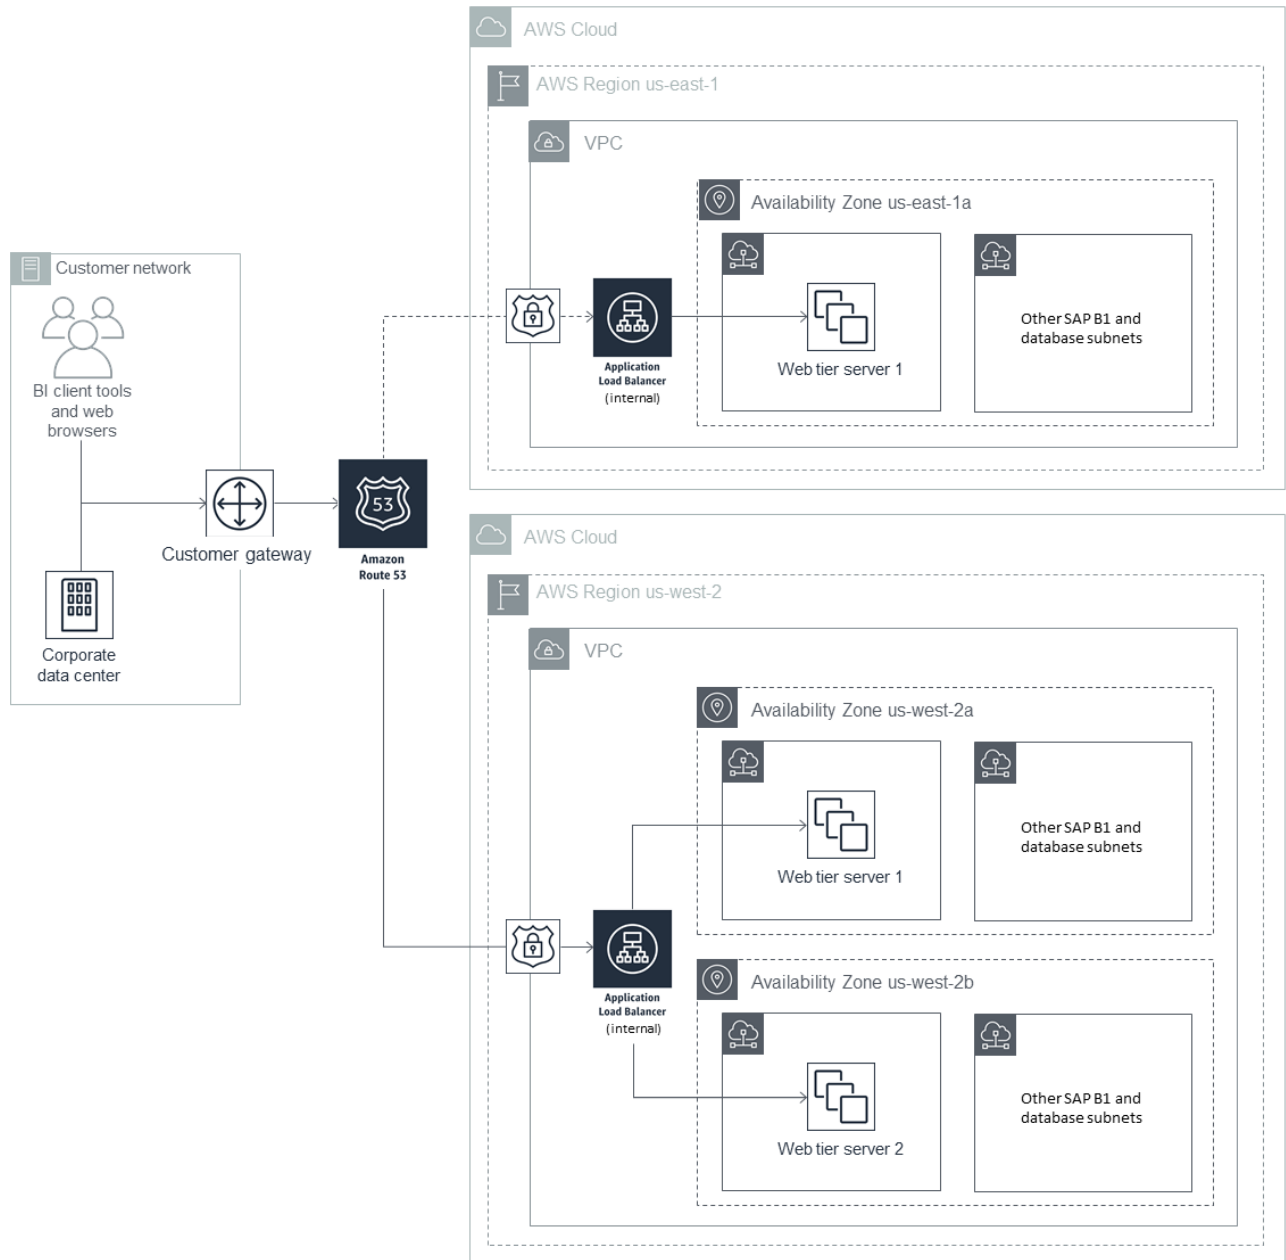 AWS Cloud
AWS Region us-east-1
VPC
Availability Zone us-east-1a
Web tier server 1
Other SAP B1 and
database subnets
Application
Load Balancer
(internal)
Customer network
BI client tools
and web
browsers
Corporate
data center
Customer gateway
53
Amazon
Route 53
AWS Cloud
AWS Region us-west-2
VPC
Availability Zone us-west-2a
Web tier server 1
Other SAP B1 and
database subnets
Application
Load Balancer
(internal)
Availability Zone us-west-2b
Web tier server 2
Other SAP B1 and
database subnets